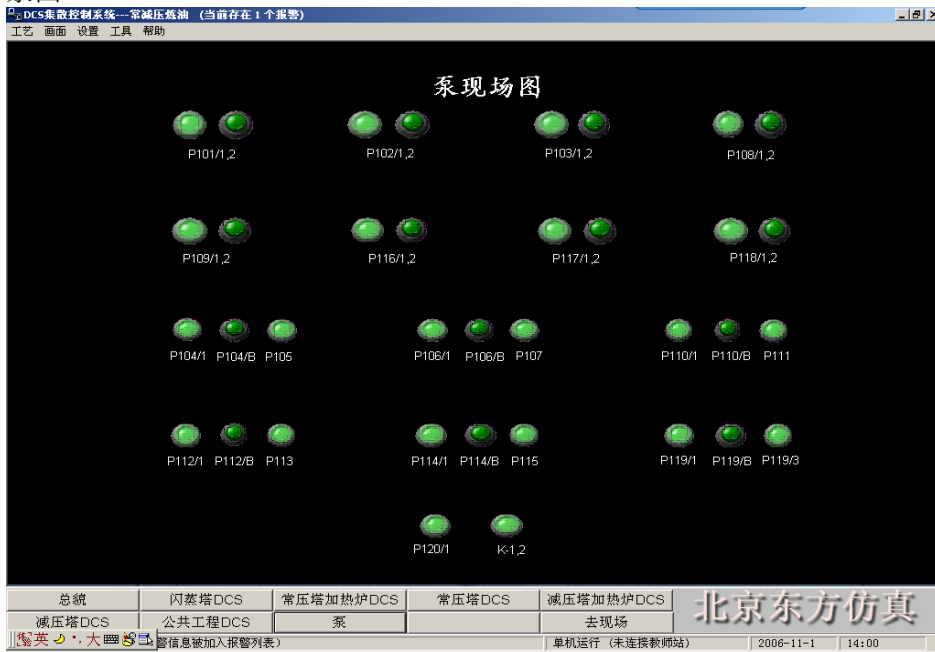 DCS集散控制系统---常减压炼油 (当前存在1个报警)
工艺 画面 设置 工具 帮助
泵现场图
P101/1,2 P102/1,2 P103/1,2 P108/1,2
P109/1,2 P116/1,2 P117/1,2 P118/1,2
P104/1 P104/B P105 P106/1 P106/B P107 P110/1 P110/B P111
P112/1 P112/B P113 P114/1 P114/B P115 P119/1 P119/B P119/3
P120/1 K-1,2
总貌 闪蒸塔DCS 常压塔加热炉DCS 常压塔DCS 减压塔加热炉DCS
减压塔DCS 公共工程DCS 泵 去现场
北京东方仿真
英 大 警信息被加入报警列表) 单机运行 (未连接教师站) 2006-11-1 14:00